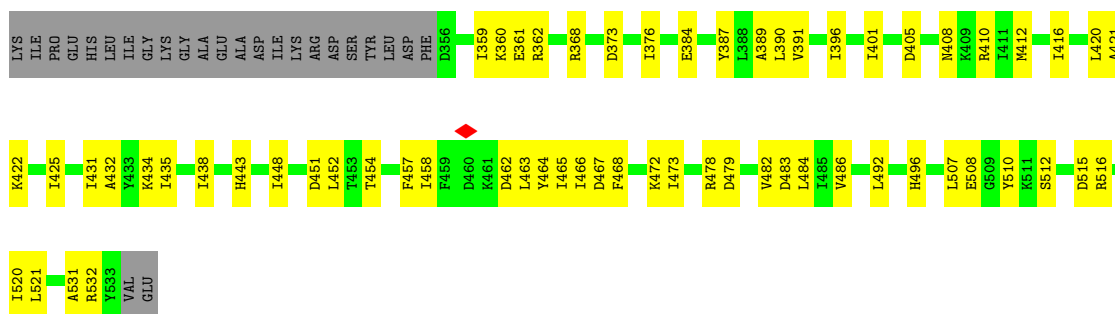 LYS ILE PRO GLU HIS LEU ILE GLY LYS GLY ALA GLU ALA ALA ASP ILE LYS ARG ASP SER TYR LEU ASP PHE D356 I359 K360 E361 R362 R368 D373 I376 E384 Y387 L388 A389 L390 V391 I396 I401 D405 N408 K409 R410 I411 M412 I416 L420 A421
K422 I425 I431 A432 Y433 K434 I435 I438 H443 I448 D451 L452 T453 T454 F457 I458 F459 D460 K461 D462 L463 Y464 I465 I466 D467 F468 K472 I473 R478 D479 V482 D483 L484 I485 V486 L492 H496 L507 E508 G509 Y510 K511 S512 D515 R516
I520 L521 A531 R532 Y533 VAL GLU